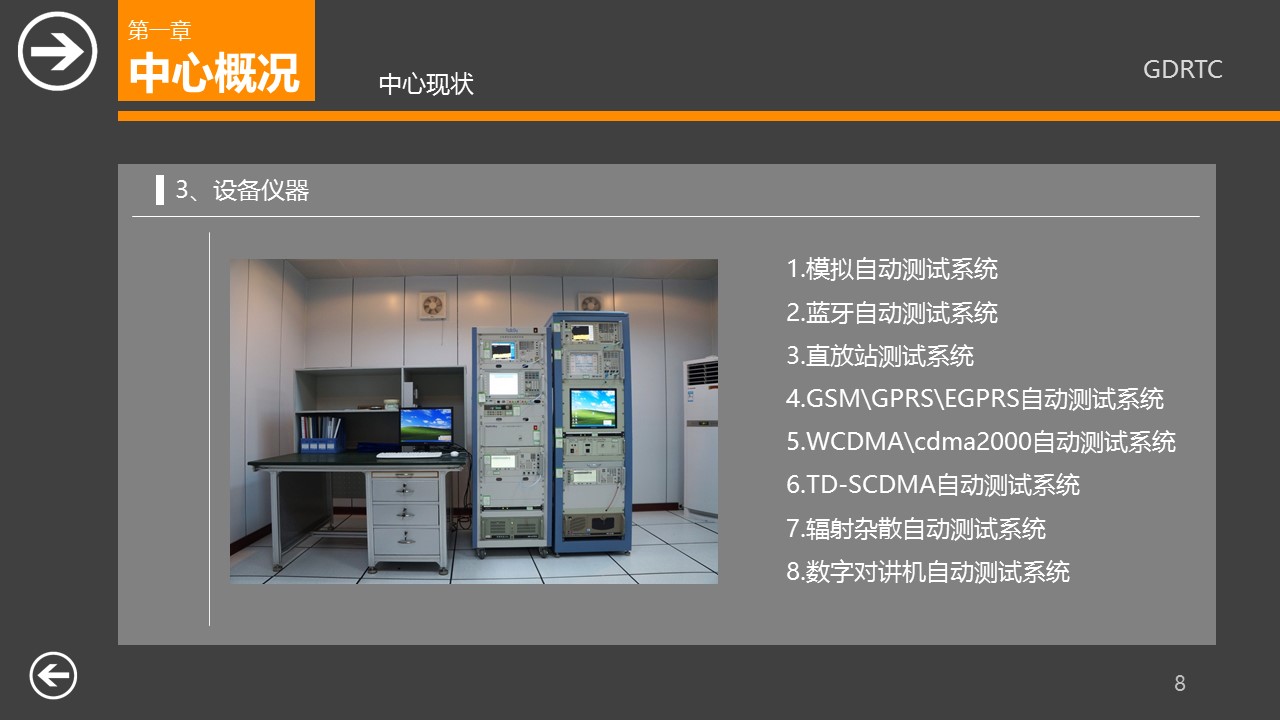 第一章
中心概况
中心现状
GDRTC
3、设备仪器
1.模拟自动测试系统
2.蓝牙自动测试系统
3.直放站测试系统
4.GSM\GPRS\EGPRS自动测试系统
5.WCDMA\cdma2000自动测试系统
6.TD-SCDMA自动测试系统
7.辐射杂散自动测试系统
8.数字对讲机自动测试系统
8